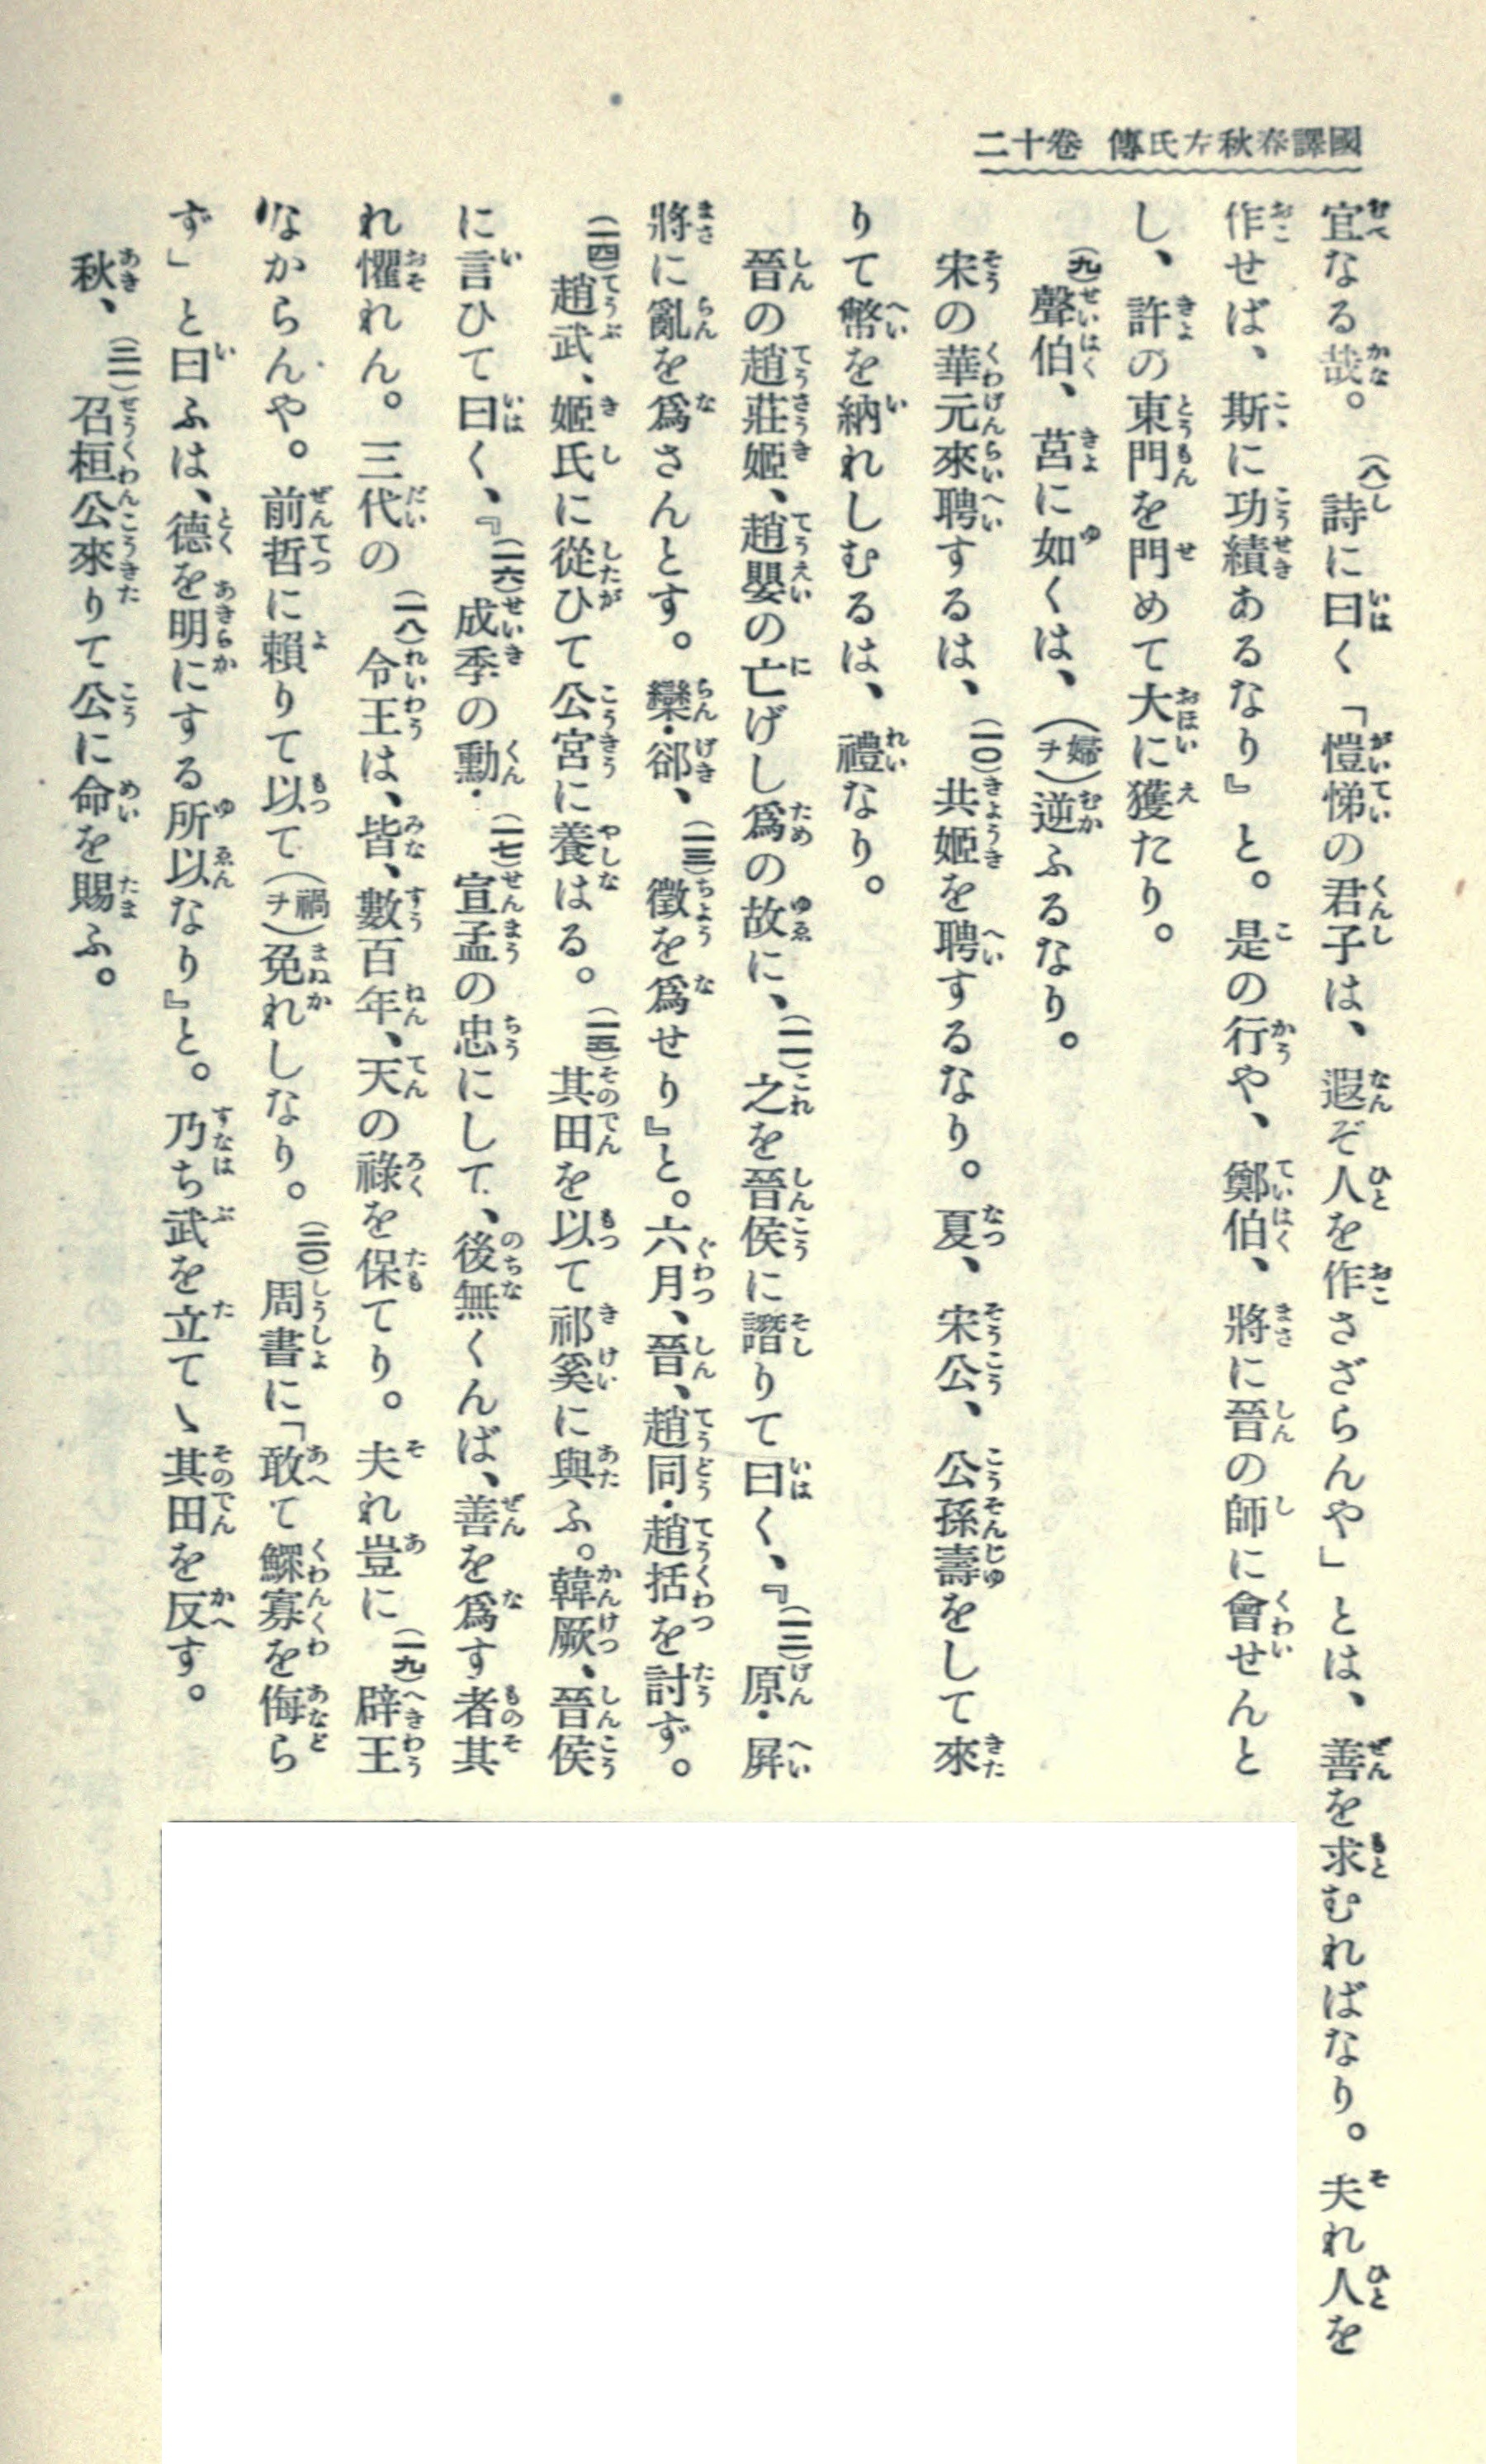 國譯春秋左氏傳 卷十二
宜なる哉。(八)詩に曰く「愷悌の君子は、遐ぞ人を作さざらんや」とは、善を求むればなり。夫れ人を
作せば、斯に功績あるなり』と。是の行や、鄭伯、將に晉の師に會せんと
し、許の東門を門めて大に獲たり。
(九)聲伯、莒に如くは、(婦ヲ)逆ふるなり。
宋の華元來聘するは、(一〇)共姬を聘するなり。夏、宋公、公孫壽をして來
りて幣を納れしむるは、禮なり。
晉の趙莊姬、趙嬰の亡げし爲の故に、(一一)之を晉侯に譖りて曰く、『(一二)原・屛
將に亂を爲さんとす。欒・郤、(一三)徵を爲せり』と。六月、晉、趙同・趙括を討ず。
(一四)趙武、姬氏に從ひて公宮に養はる。(一五)其田を以て祁奚に與ふ。韓厥、晉侯
に言ひて曰く、『(一六)成季の勳・(一七)宣孟の忠にして、後無くんば、善を爲す者其
れ懼れん。三代の(一八)令王は、皆、數百年、天の祿を保てり。夫れ豈に(一九)辟王
なからんや。前哲に賴りて以て(禍ヲ)免れしなり。(二〇)周書に「敢て鰥寡を侮ら
ず」と曰ふは、德を明にする所以なり』と。乃ち武を立てゝ其田を反す。
秋、(二一)召桓公來りて公に命を賜ふ。